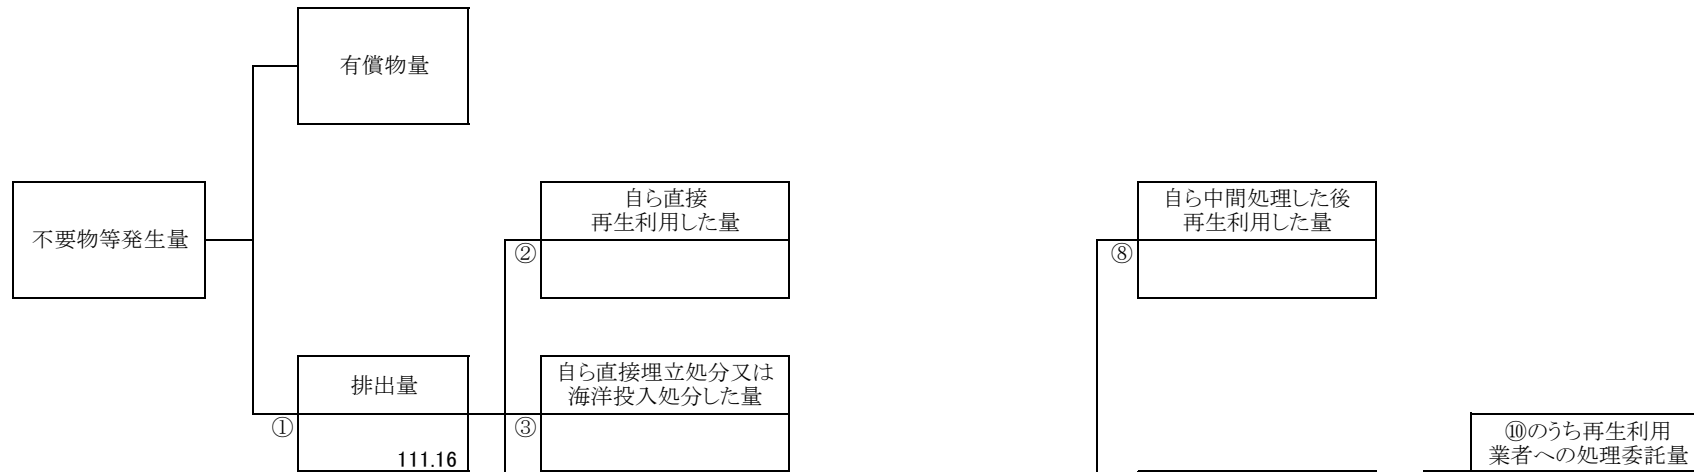 有償物量
不要物等発生量
自ら直接
再生利用した量
②
自ら中間処理した後
再生利用した量
⑧
排出量
①
111.16
自ら直接埋立処分又は
海洋投入処分した量
③
⑩のうち再生利用
業者への処理委託量